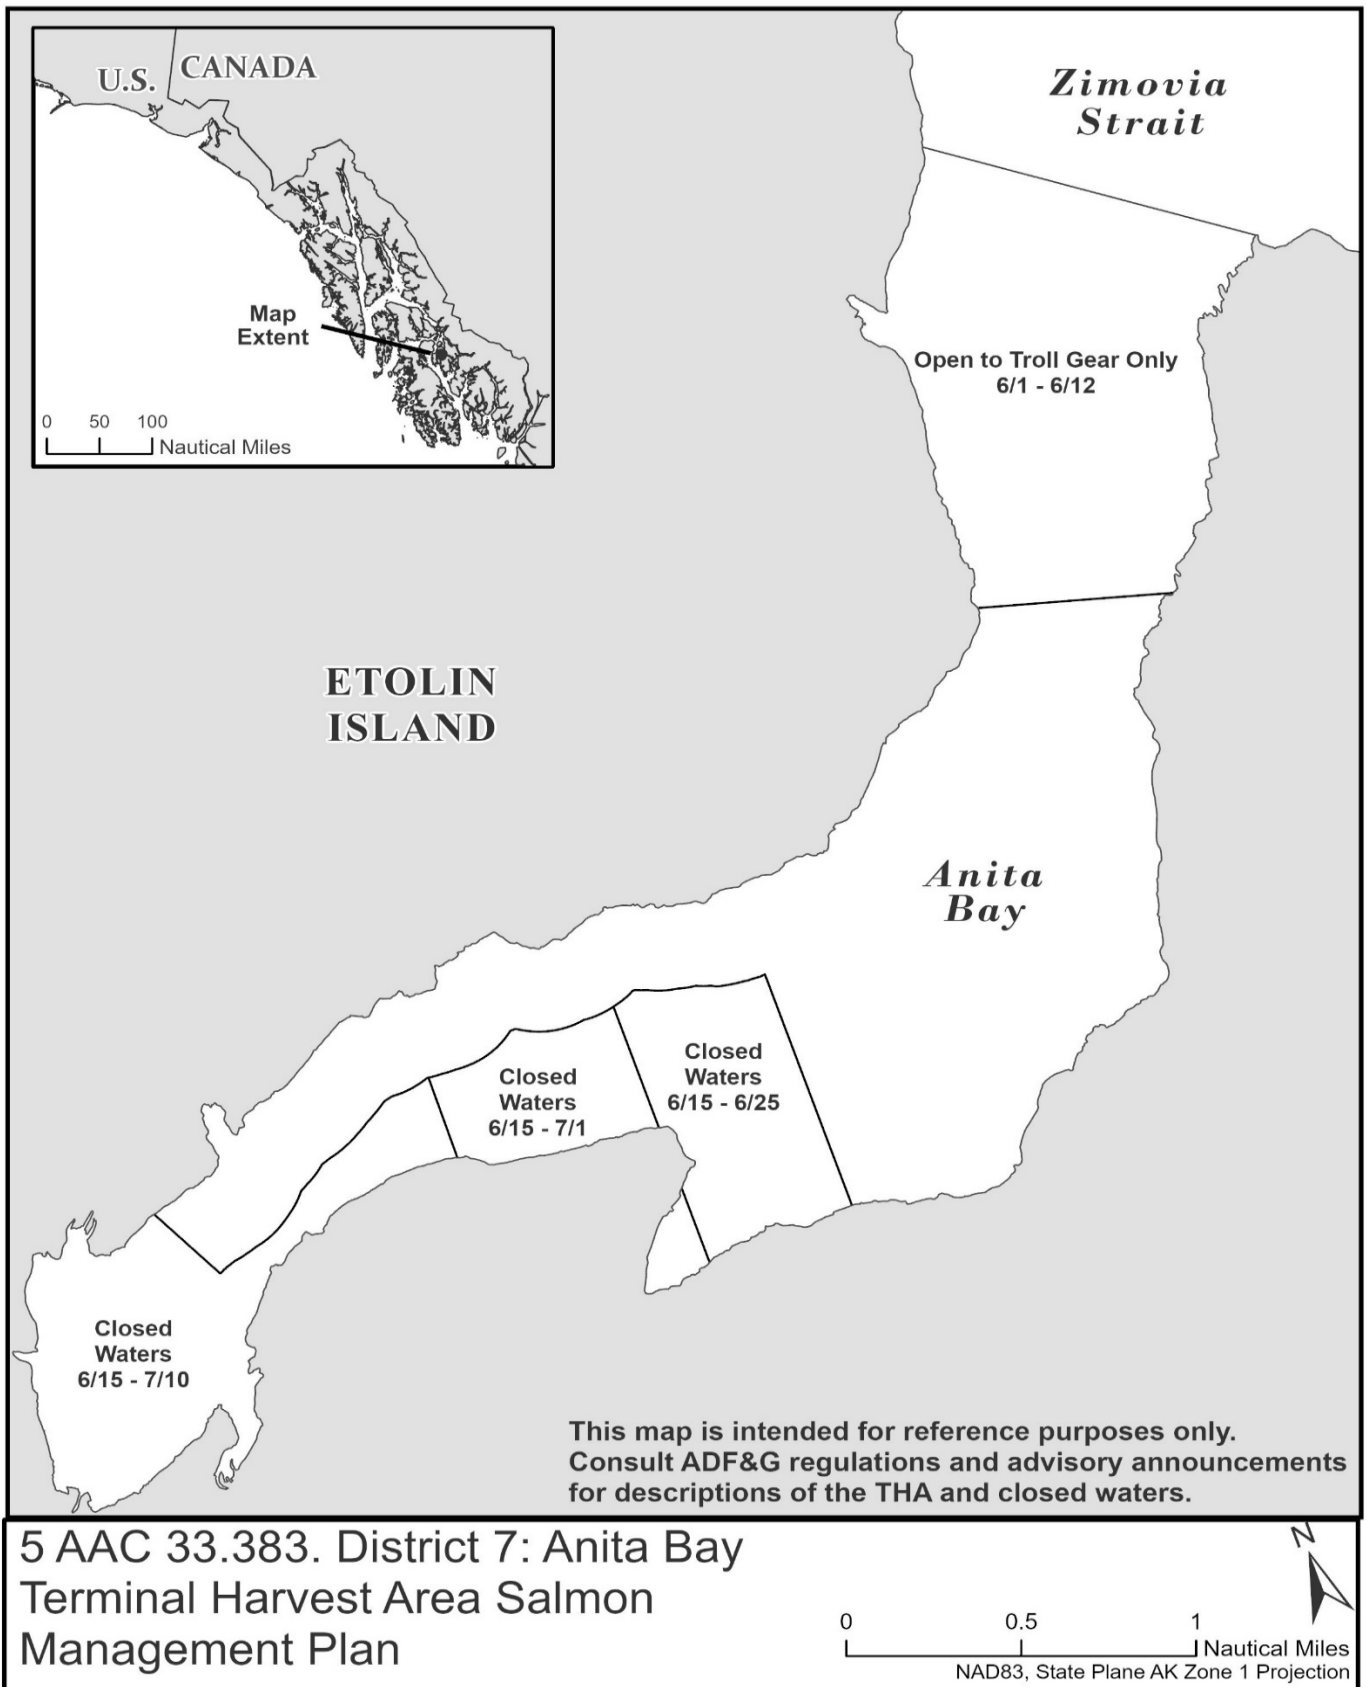 U.S.
CANADA
Map
Extent
0 50 100
Nautical Miles
Zimovia
Strait
Open to Troll Gear Only
6/1 - 6/12
ETOLIN
ISLAND
Anita
Bay
Closed
Waters
6/15 - 6/25
Closed
Waters
6/15 - 7/1
Closed
Waters
6/15 - 7/10
This map is intended for reference purposes only.
Consult ADF&G regulations and advisory announcements
for descriptions of the THA and closed waters.
5 AAC 33.383. District 7: Anita Bay
Terminal Harvest Area Salmon
Management Plan
N
0 0.5 1
Nautical Miles
NAD83, State Plane AK Zone 1 Projection